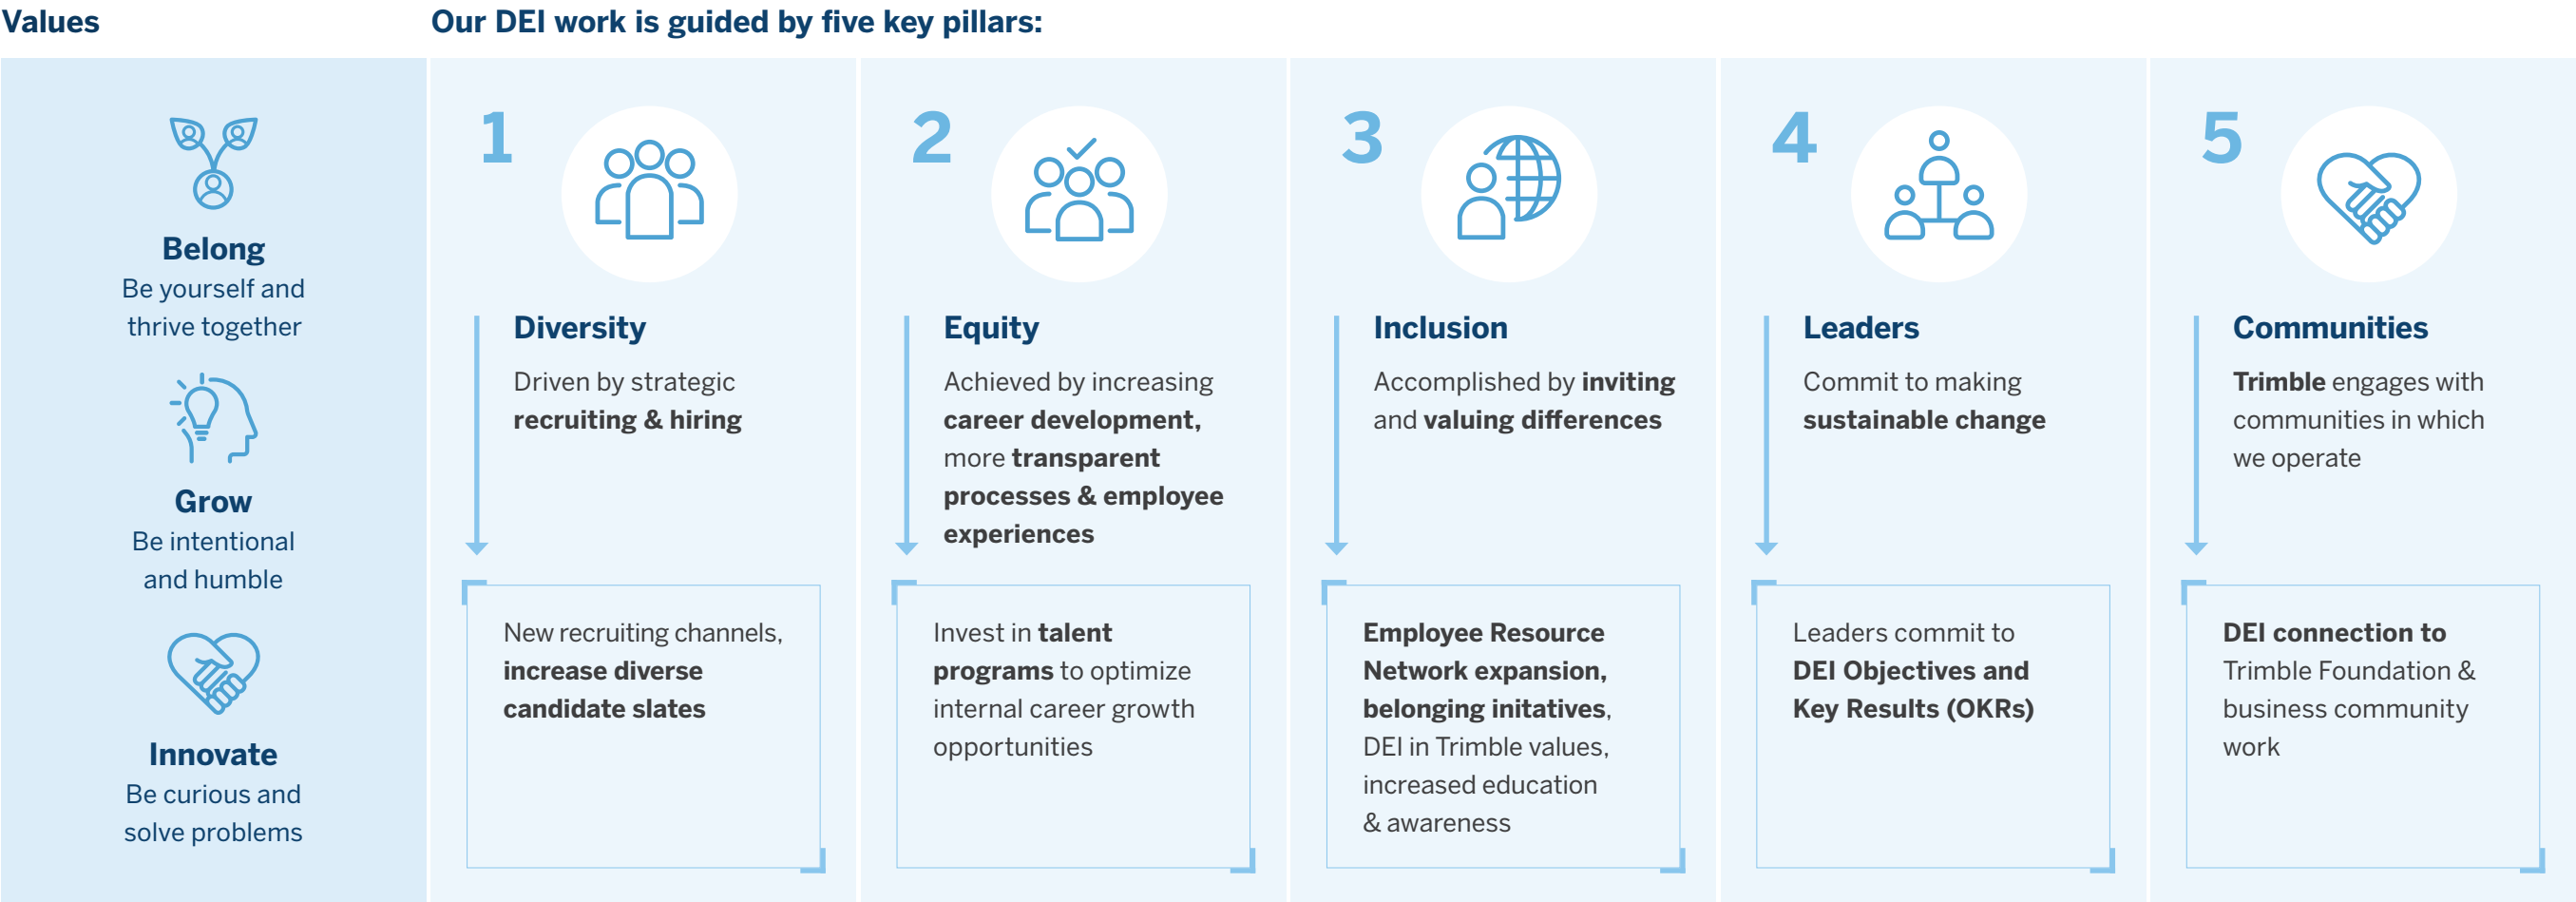 Values
Belong
Be yourself and
thrive together
Grow
Be intentional
and humble
Innovate
Be curious and
solve problems
Our DEI work is guided by five key pillars:
1
Diversity
Driven by strategic
recruiting & hiring
New recruiting channels,
increase diverse
candidate slates
2
Equity
Achieved by increasing
career development,
more transparent
processes & employee
experiences
Invest in talent
programs to optimize
internal career growth
opportunities
3
Inclusion
Accomplished by inviting
and valuing differences
Employee Resource
Network expansion,
belonging initatives,
DEI in Trimble values,
increased education
& awareness
4
Leaders
Commit to making
sustainable change
Leaders commit to
DEI Objectives and
Key Results (OKRs)
5
Communities
Trimble engages with
communities in which
we operate
DEI connection to
Trimble Foundation &
business community
work